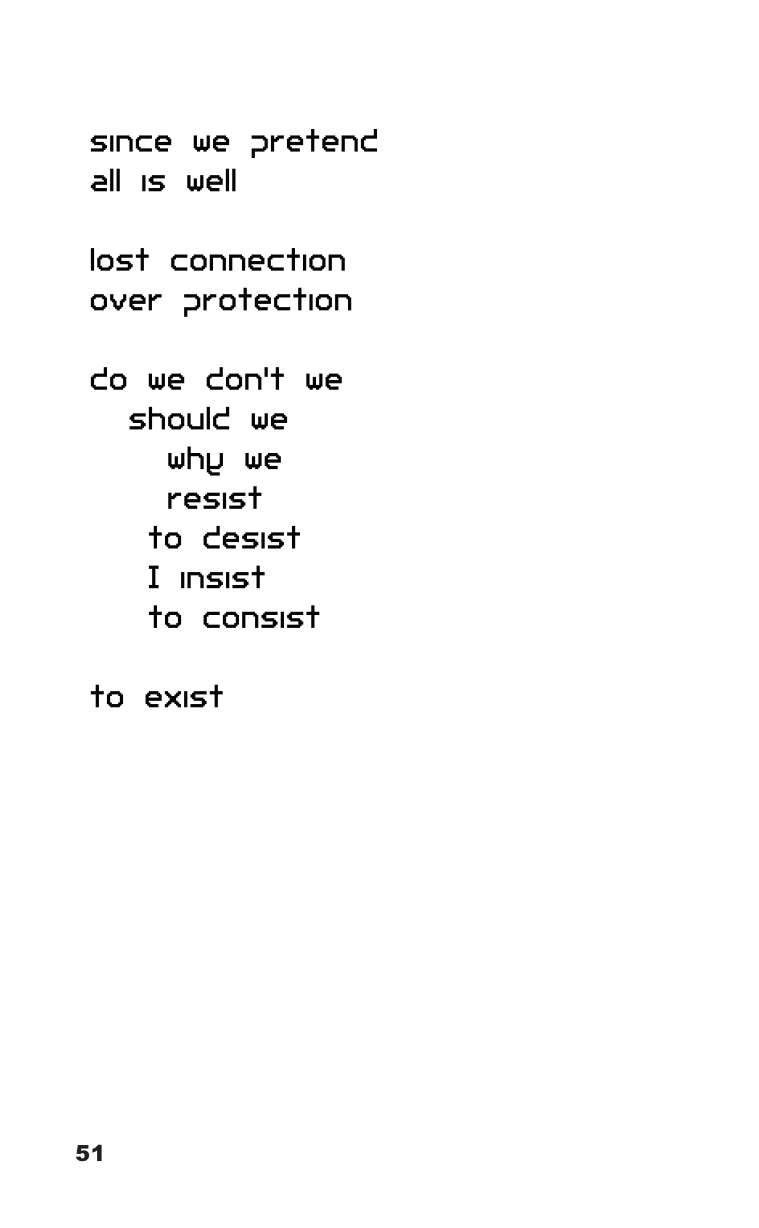 since we pretend
all is well

lost connection
over protection

do we don't we
should we
why we
resist
to desist
I insist
to consist

to exist

51